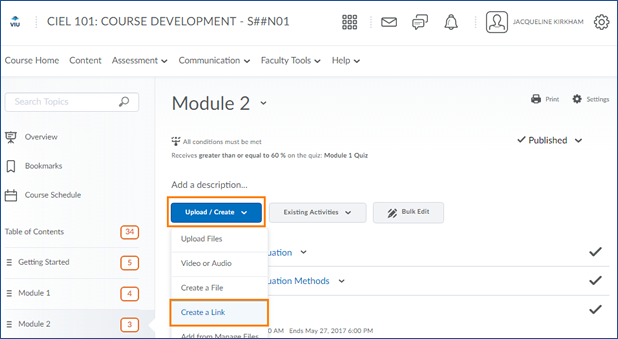 VIU
CIEL 101: COURSE DEVELOPMENT - S##N01
JACQUELINE KIRKHAM
Course Home Content Assessment Communication Faculty Tools Help
Search Topics
Module 2
Print Settings
Overview
All conditions must be met
Published
Receives greater than or equal to 60 % on the quiz: Module 1 Quiz
Bookmarks
Add a description...
Course Schedule
Upload / Create Existing Activities Bulk Edit
Table of Contents 34
Upload Files
Getting Started 5
uation
Video or Audio
Create a File
uation Methods
Module 1 4
Create a Link
Module 2 3
Add from Manage Files
0 AM Ends May 27, 2017 6:00 PM